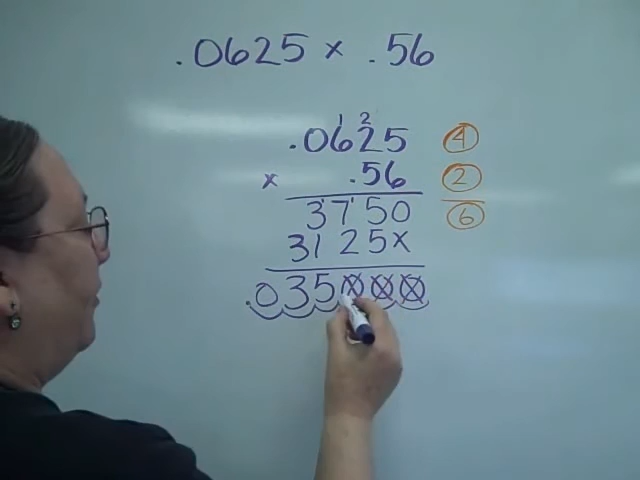 .0625 x .56
1 2
.0625 4
x .56 2
3750 6
3125x
.035000